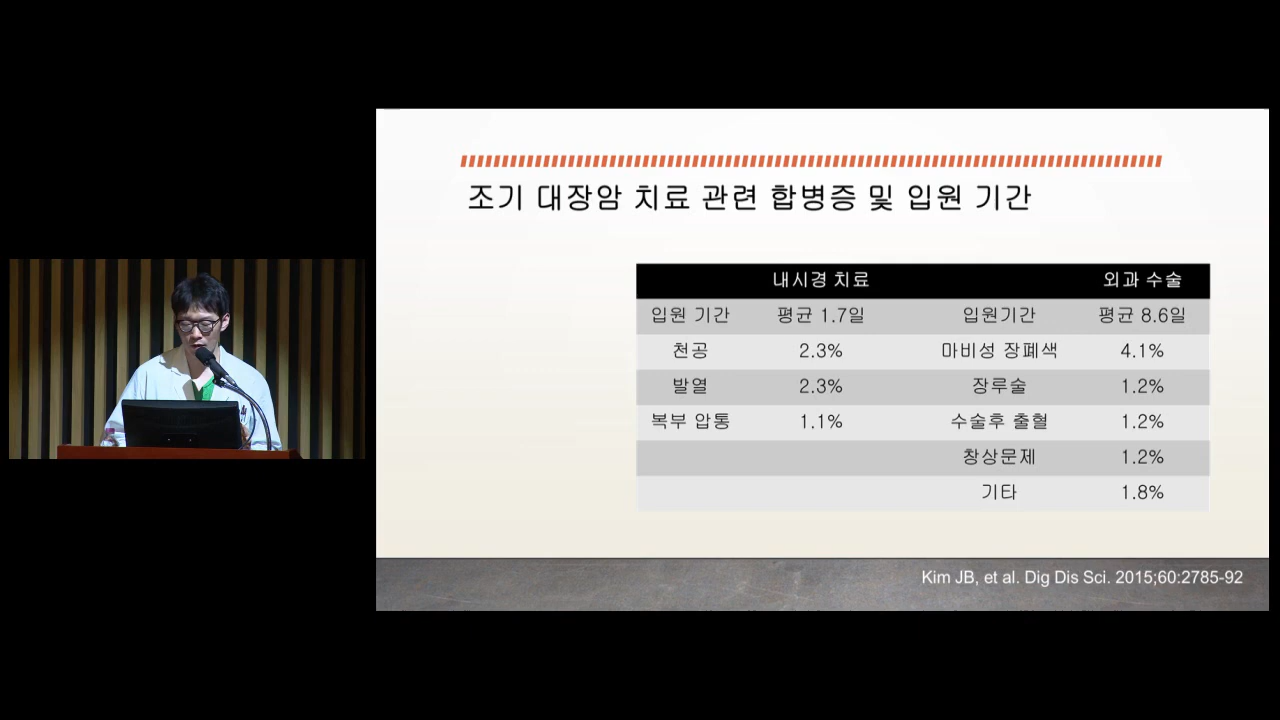 조기 대장암 치료 관련 합병증 및 입원 기간
내시경 치료 외과 수술
입원 기간 평균 1.7일 입원기간 평균 8.6일
천공 2.3% 마비성 장폐색 4.1%
발열 2.3% 장루술 1.2%
복부 압통 1.1% 수술후 출혈 1.2%
창상문제 1.2%
기타 1.8%
Kim JB, et al. Dig Dis Sci. 2015;60:2785-92